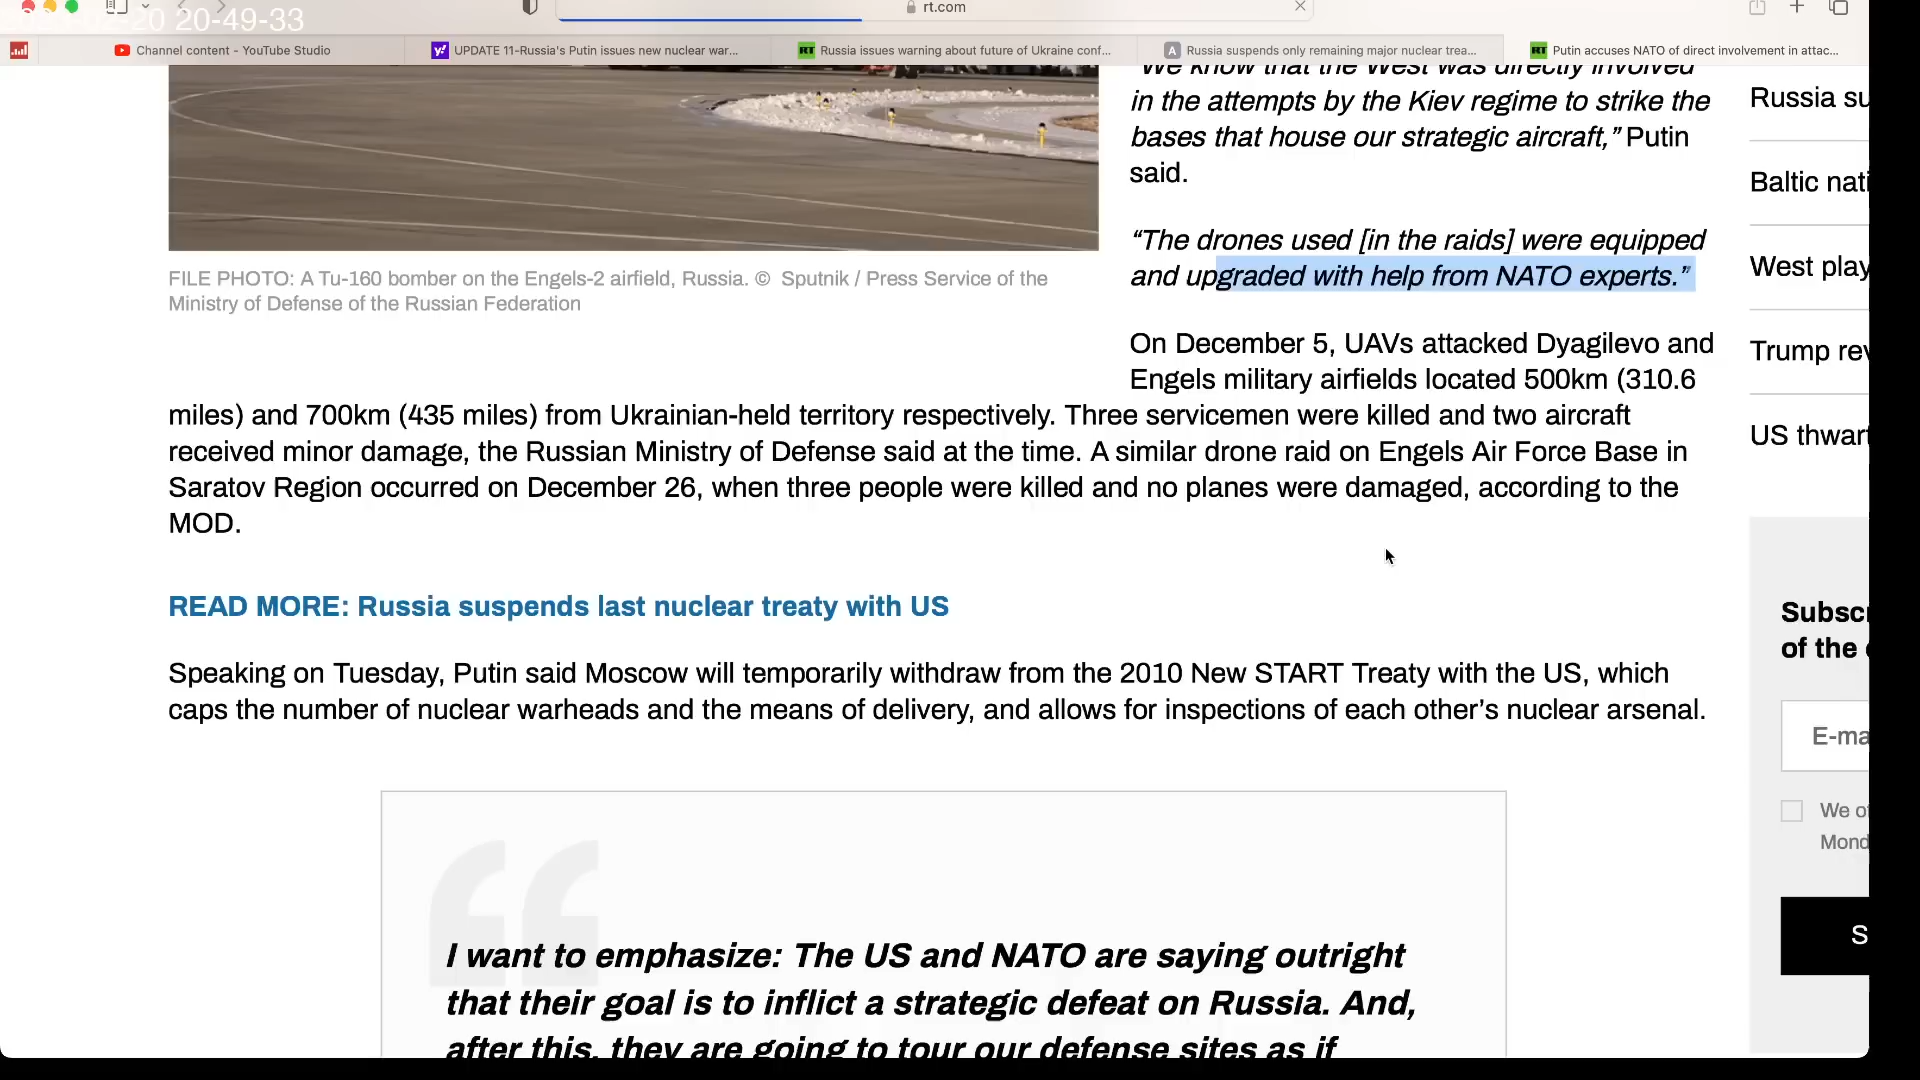 20 20-49-33
rt.com
Channel content - YouTube Studio
UPDATE 11-Russia's Putin issues new nuclear war...
RT Russia issues warning about future of Ukraine conf...
A Russia suspends only remaining major nuclear trea...
RT Putin accuses NATO of direct involvement in attac...
“We know that the West was directly involved
in the attempts by the Kiev regime to strike the
bases that house our strategic aircraft,” Putin
said.
“The drones used [in the raids] were equipped
and upgraded with help from NATO experts.”
FILE PHOTO: A Tu-160 bomber on the Engels-2 airfield, Russia. © Sputnik / Press Service of the
Ministry of Defense of the Russian Federation
On December 5, UAVs attacked Dyagilevo and
Engels military airfields located 500km (310.6
miles) and 700km (435 miles) from Ukrainian-held territory respectively. Three servicemen were killed and two aircraft
received minor damage, the Russian Ministry of Defense said at the time. A similar drone raid on Engels Air Force Base in
Saratov Region occurred on December 26, when three people were killed and no planes were damaged, according to the
MOD.
READ MORE: Russia suspends last nuclear treaty with US
Speaking on Tuesday, Putin said Moscow will temporarily withdraw from the 2010 New START Treaty with the US, which
caps the number of nuclear warheads and the means of delivery, and allows for inspections of each other’s nuclear arsenal.
I want to emphasize: The US and NATO are saying outright
that their goal is to inflict a strategic defeat on Russia. And,
after this, they are going to tour our defense sites as if
Russia su
Baltic nati
West play
Trump rev
US thwart
Subscr
of the
E-ma
We of
Mond
S